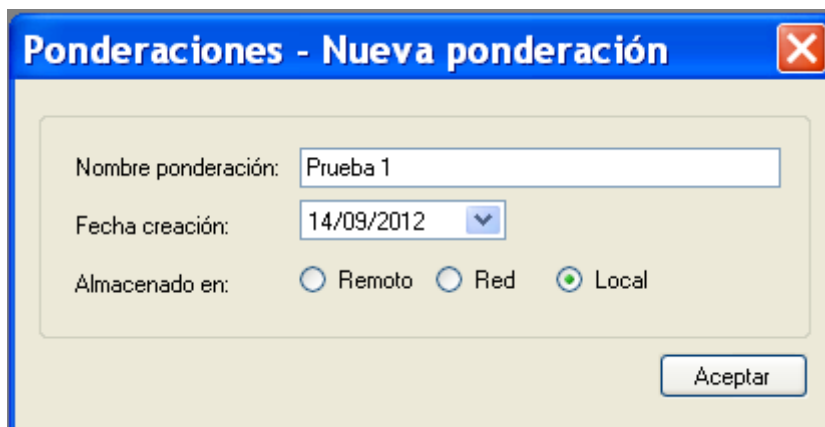 Ponderaciones - Nueva ponderación
Nombre ponderación: Prueba 1
Fecha creación: 14/09/2012
Almacenado en: Remoto Red Local
Aceptar